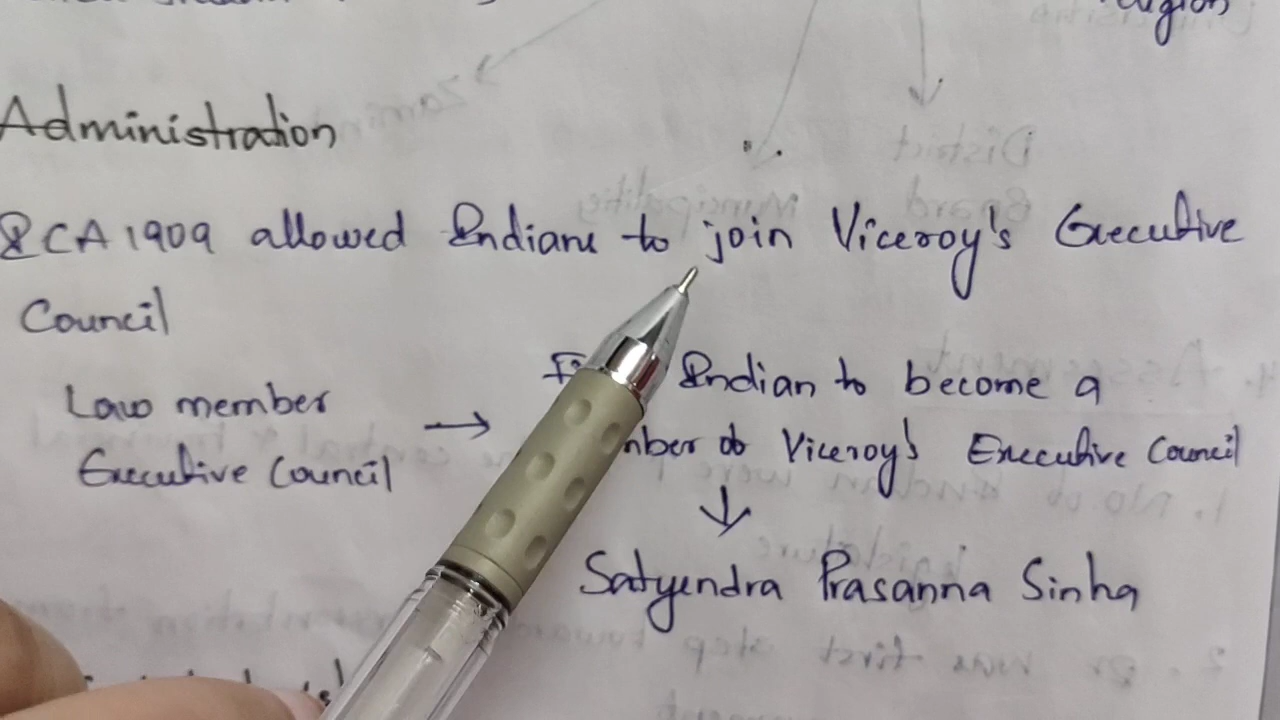 Administration
ICA 1909 allowed Indians to join Viceroy's Executive
Council
Law member
Executive Council
→ Indian to become a
of Viceroy's Executive Council
↓
Satyendra Prasanna Sinha